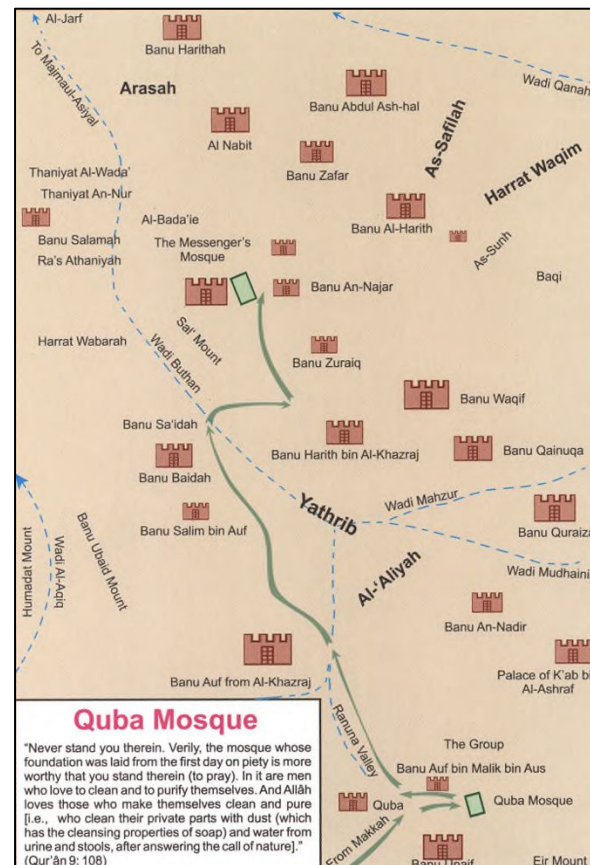 Al-Jarf
Banu Harithah
To Majmaul-Asiyal
Arasah
Wadi Qanah
Banu Abdul Ash-hal
As-Safilah
Al Nabit
Banu Zafar
Harrat Waqim
Thaniyat Al-Wada'
Thaniyat An-Nur
Al-Bada'ie
Banu Al-Harith
Banu Salamah
The Messenger's
Mosque
As-Sunh
Ra's Athaniyah
Baqi
Banu An-Najar
Sal' Mount
Harrat Wabarah
Wadi Buthan
Banu Zuraiq
Banu Waqif
Banu Sa'idah
Banu Harith bin Al-Khazraj
Banu Qainuqa
Banu Baidah
Yathrib
Wadi Mahzur
Banu Salim bin Auf
Banu Quraiza
Banu Ubaid Mount
Wadi Al-Aqiq
Humadat Mount
Al-'Aliyah
Wadi Mudhaini
Banu An-Nadir
Banu Auf from Al-Khazraj
Palace of K'ab bi
Al-Ashraf
Ranuna Valley
The Group
Banu Auf bin Malik bin Aus
Quba
Quba Mosque
From Makkah
Banu Unaif
Eir Mount
Quba Mosque
"Never stand you therein. Verily, the mosque whose
foundation was laid from the first day on piety is more
worthy that you stand therein (to pray). In it are men
who love to clean and to purify themselves. And Allâh
loves those who make themselves clean and pure
[i.e., who clean their private parts with dust (which
has the cleansing properties of soap) and water from
urine and stools, after answering the call of nature]."
(Qur'ân 9: 108)